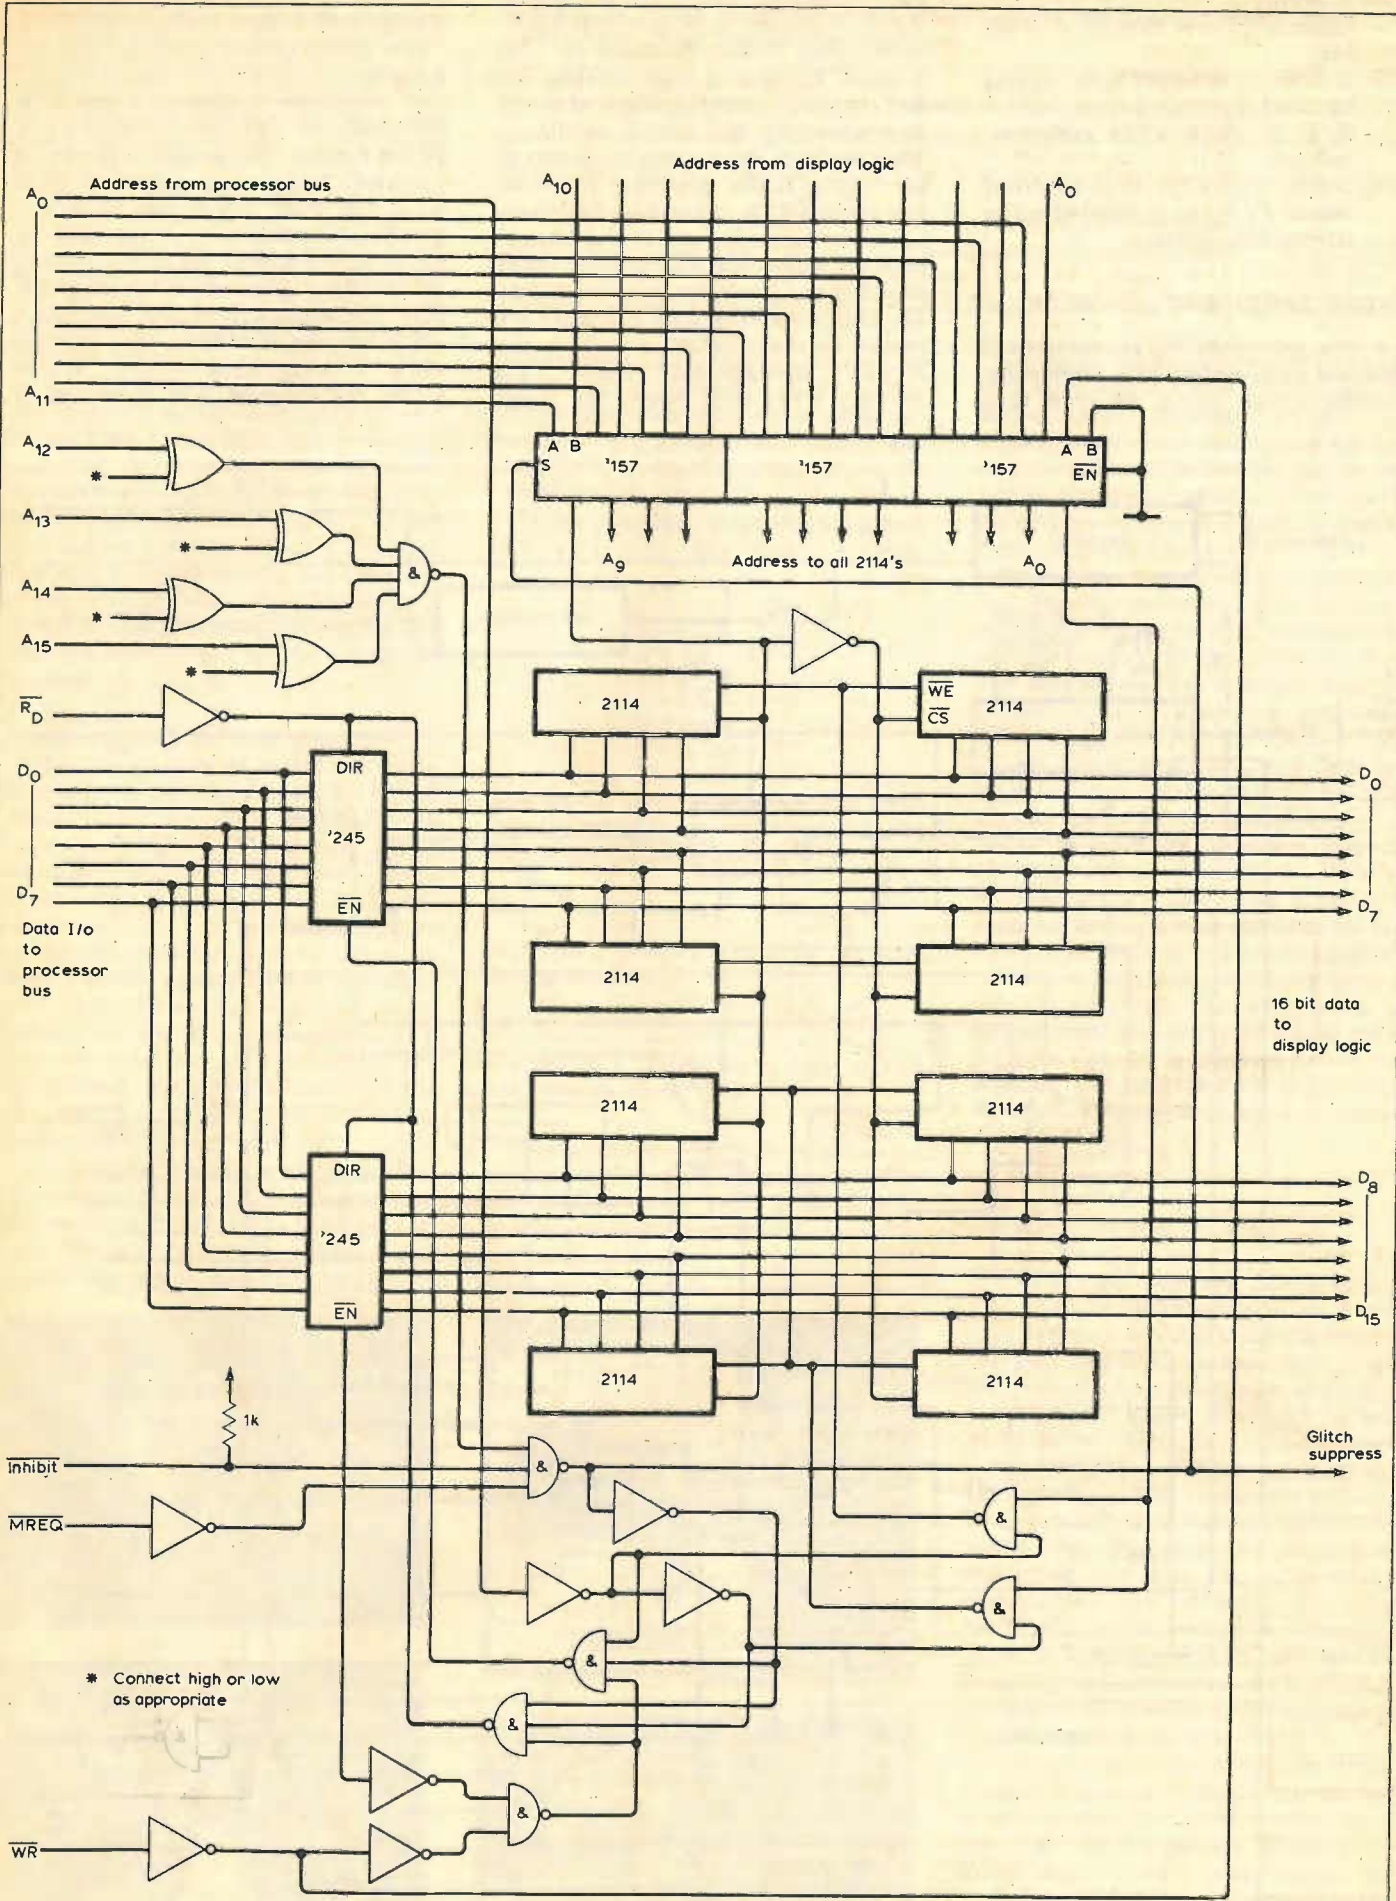 Address from display logic
Address from processor bus
A0
A10
A0
A11
A12
*
A13
*
A14
*
A15
*
&
A B
S
'157
'157
'157
A B
EN
A9
Address to all 2114's
A0
RD
2114
WE
CS
2114
DIR
'245
EN
D0
D7
D0
D7
Data I/o
to
processor
bus
2114
2114
16 bit data
to
display logic
2114
2114
DIR
'245
EN
D8
D15
2114
2114
1k
Inhibit
&
Glitch
suppress
MREQ
&
&
&
* Connect high or low
as appropriate
&
&
WR